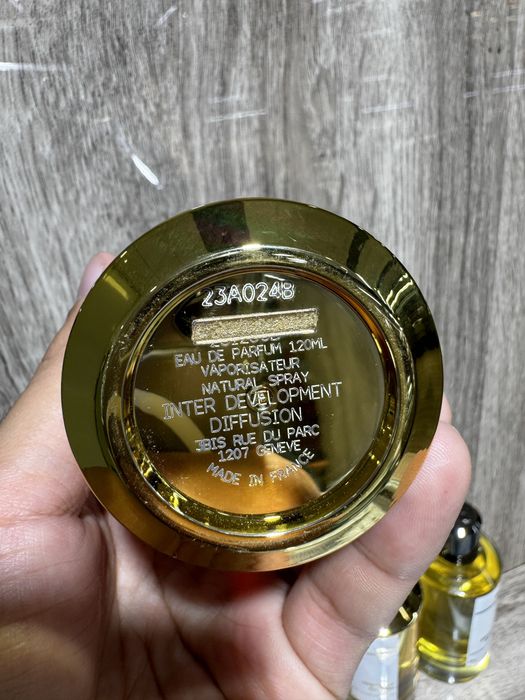 23A024B
EAU DE PARFUM 120ML
VAPORISATEUR
NATURAL SPRAY
INTER DEVELOPMENT
DIFFUSION
JBIS RUE DU PARC
1207 GENEVE
MADE IN FRANCE